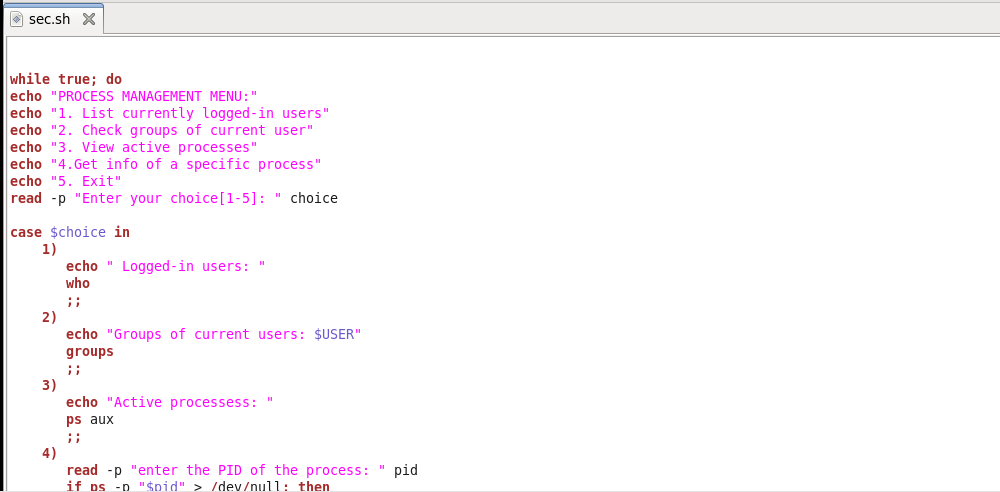 sec.sh
while true; do
echo "PROCESS MANAGEMENT MENU:"
echo "1. List currently logged-in users"
echo "2. Check groups of current user"
echo "3. View active processes"
echo "4.Get info of a specific process"
echo "5. Exit"
read -p "Enter your choice[1-5]: " choice
case $choice in
1)
echo " Logged-in users: "
who
;;
2)
echo "Groups of current users: $USER"
groups
;;
3)
echo "Active processess: "
ps aux
;;
4)
read -p "enter the PID of the process: " pid
if ps -p "$pid" > /dev/null; then